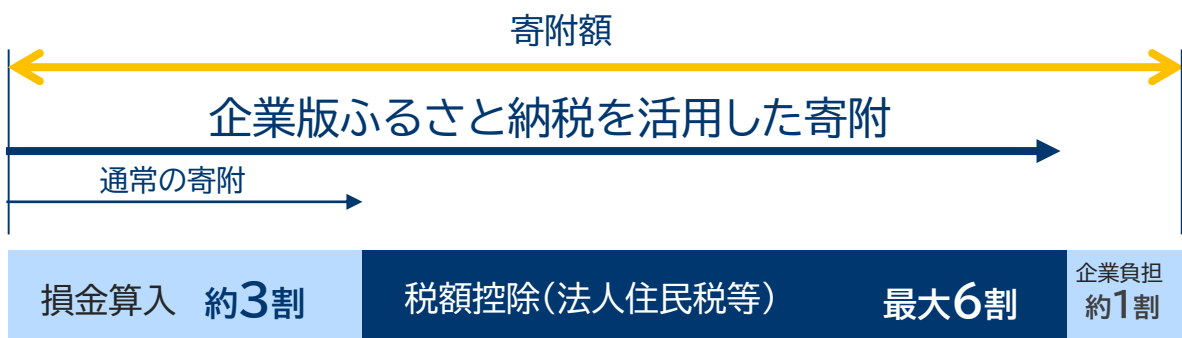 寄附額
企業版ふるさと納税を活用した寄附
通常の寄附
損金算入 約3割
税額控除(法人住民税等) 最大6割
企業負担
約1割